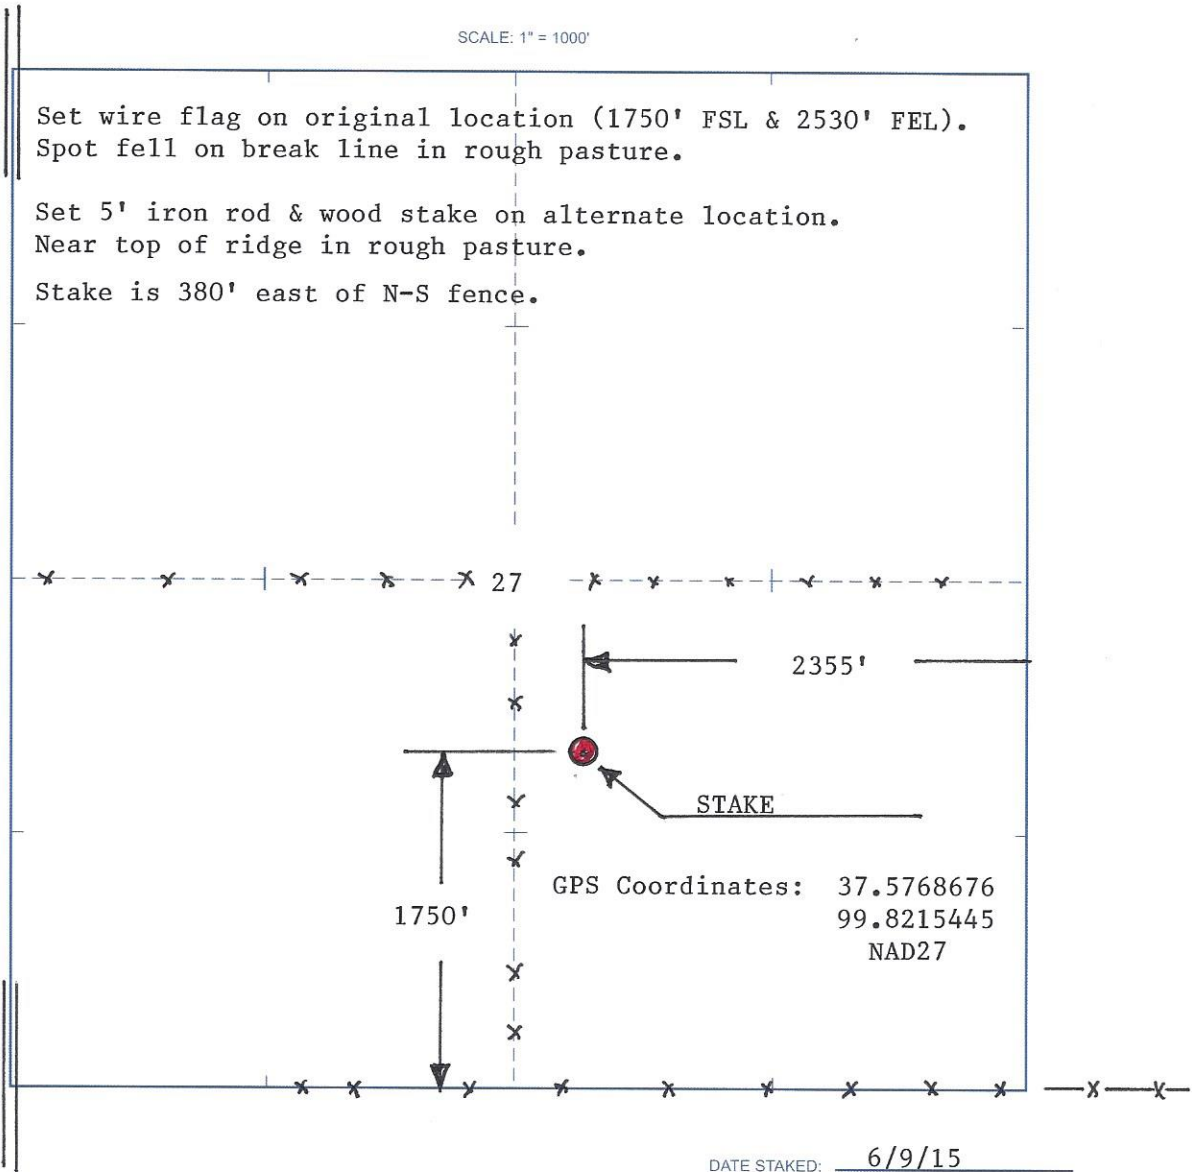 SCALE: 1" = 1000'
Set wire flag on original location (1750' FSL & 2530' FEL).
Spot fell on break line in rough pasture.
Set 5' iron rod & wood stake on alternate location.
Near top of ridge in rough pasture.
Stake is 380' east of N-S fence.
27
2355'
STAKE
GPS Coordinates: 37.5768676
99.8215445
1750'
NAD27
DATE STAKED: 6/9/15